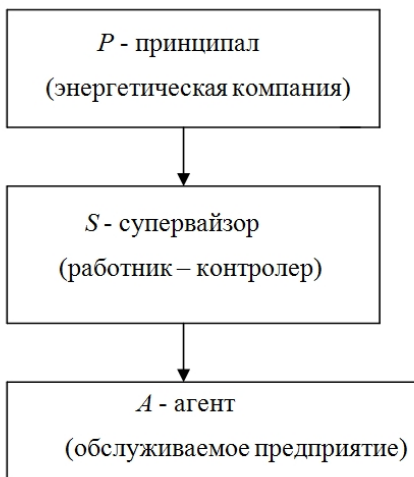 P - принципал
(энергетическая компания)
S - супервайзор
(работник – контролер)
A - агент
(обслуживаемое предприятие)